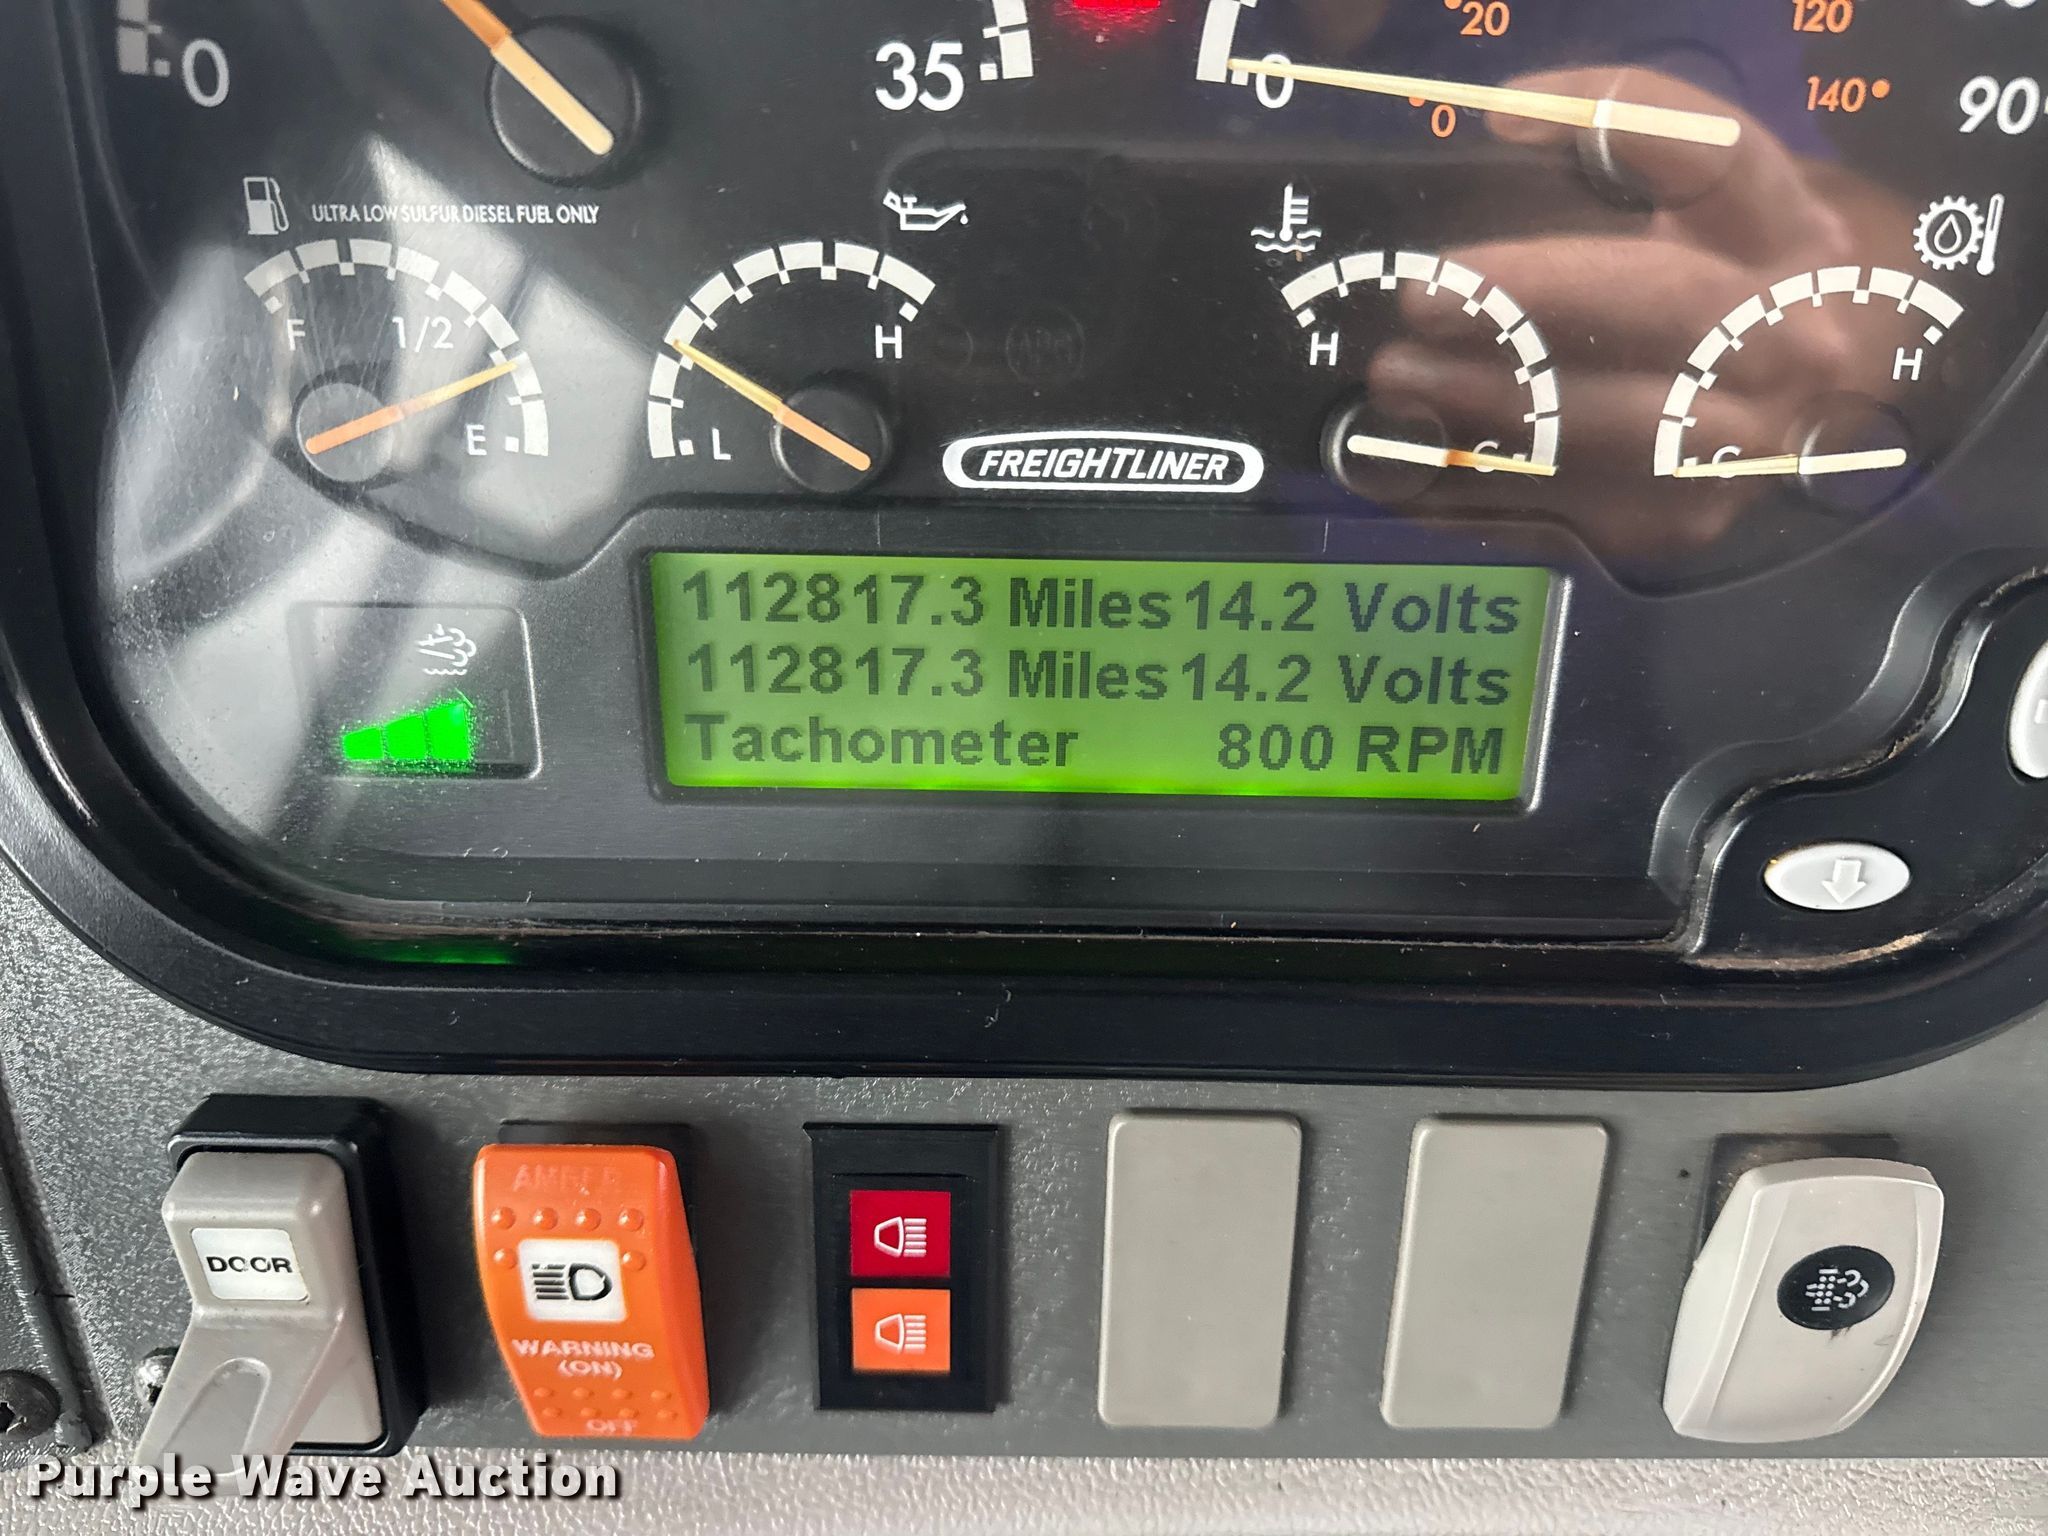 0
35
0
20
0
120
140
90
ULTRA LOW SULFUR DIESEL FUEL ONLY
F
1/2
E
L
H
H
C
C
H
FREIGHTLINER
112817.3 Miles 14.2 Volts
112817.3 Miles 14.2 Volts
Tachometer 800 RPM
DOOR
AMBER
WARNING
(ON)
OFF
Purple Wave Auction